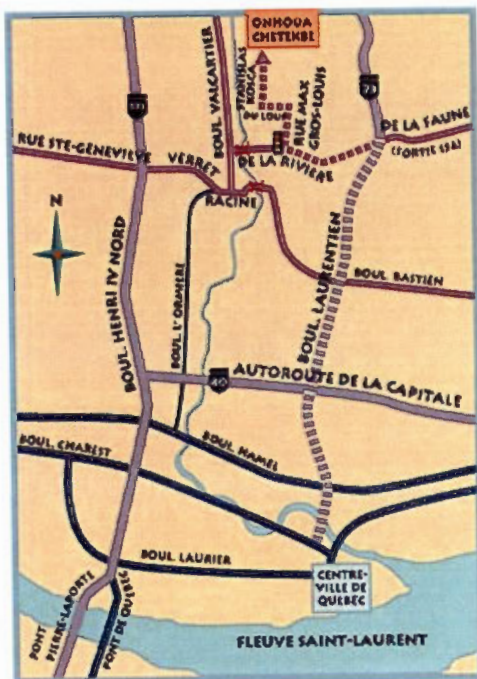 ONHOUA
CHETEKE
STANISLAS
KOSCA
BOUL VALCARTIER
DU LOUP
RUE MAX
GROS-LOUIS
73
DE LA FAUNE
(SORTIE 154)
RUE STE-GENEVIÈVE
VERRET
DE LA RIVIÈRE
RACINE
N
BOUL. HENRI IV NORD
BOUL L'ORMIÈRE
BOUL. LAURENTIEN
BOUL. BASTIEN
40
AUTOROUTE DE LA CAPITALE
BOUL. CHAREST
BOUL HAMEL
BOUL LAURIER
CENTRE-
VILLE DE
QUÉBEC
PONT
PIERRE-LAPORTE
PONT DE QUÉBEC
FLEUVE SAINT-LAURENT